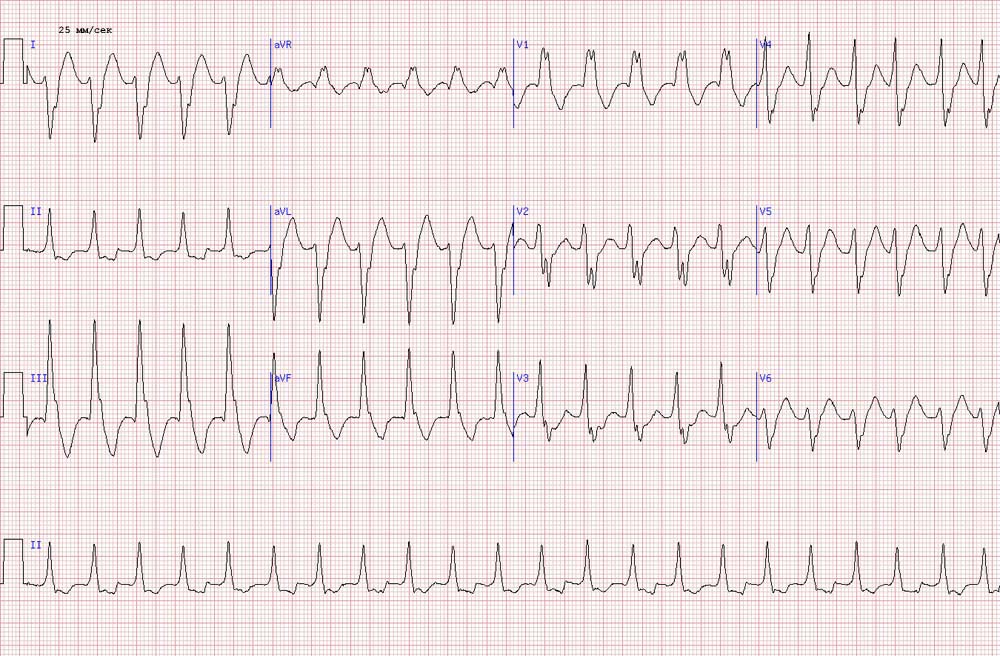 25 мм/сек
I aVR V1 V4
II aVL V2 V5
III aVF V3 V6
II